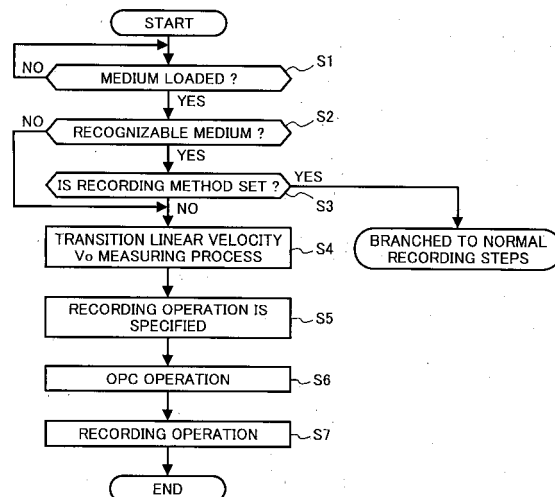 START
NO
MEDIUM LOADED ?
S1
YES
NO
RECOGNIZABLE MEDIUM ?
S2
YES
YES
IS RECORDING METHOD SET ?
S3
NO
TRANSITION LINEAR VELOCITY
Vo MEASURING PROCESS
S4
BRANCHED TO NORMAL
RECORDING STEPS
RECORDING OPERATION IS
SPECIFIED
S5
OPC OPERATION
S6
RECORDING OPERATION
S7
END